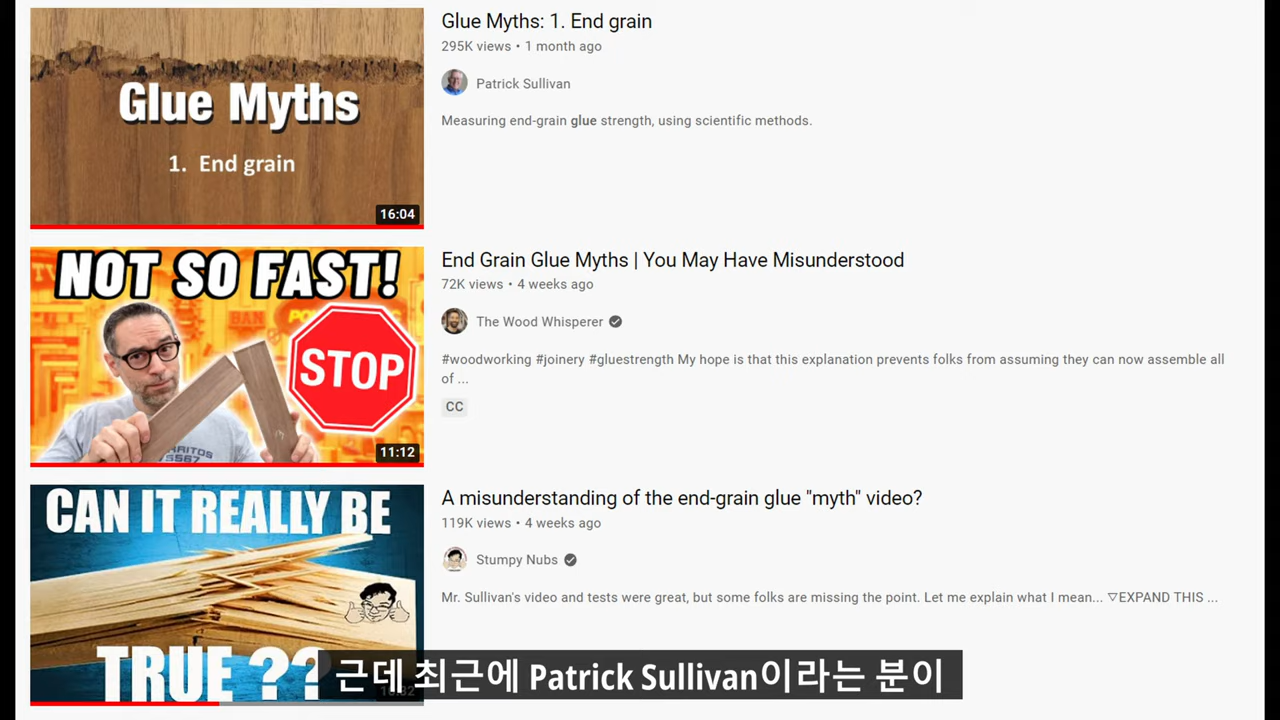 Glue Myths
1. End grain
16:04
Glue Myths: 1. End grain
295K views • 1 month ago
Patrick Sullivan
Measuring end-grain glue strength, using scientific methods.
NOT SO FAST!
STOP
11:12
End Grain Glue Myths | You May Have Misunderstood
72K views • 4 weeks ago
The Wood Whisperer
#woodworking #joinery #gluestrength My hope is that this explanation prevents folks from assuming they can now assemble all
of ...
CC
CAN IT REALLY BE
TRUE ??
A misunderstanding of the end-grain glue "myth" video?
119K views • 4 weeks ago
Stumpy Nubs
Mr. Sullivan's video and tests were great, but some folks are missing the point. Let me explain what I mean... ▽EXPAND THIS ...
근데 최근에 Patrick Sullivan이라는 분이